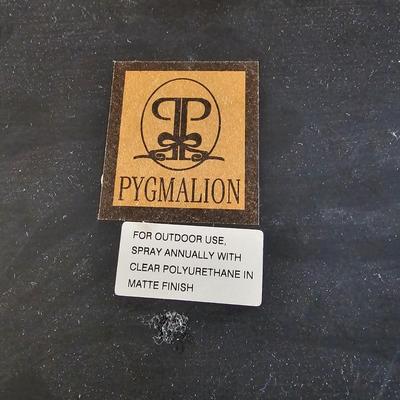 PYGMALION
FOR OUTDOOR USE,
SPRAY ANNUALLY WITH
CLEAR POLYURETHANE IN
MATTE FINISH